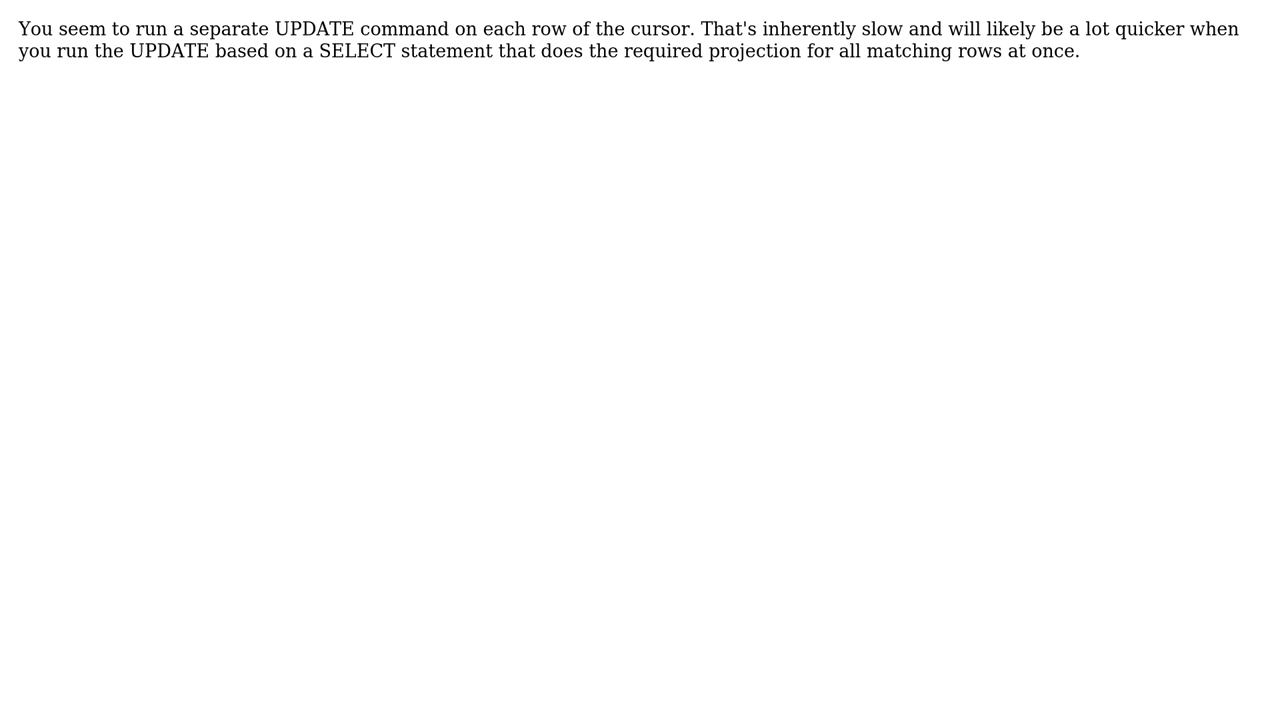 You seem to run a separate UPDATE command on each row of the cursor. That's inherently slow and will likely be a lot quicker when
you run the UPDATE based on a SELECT statement that does the required projection for all matching rows at once.